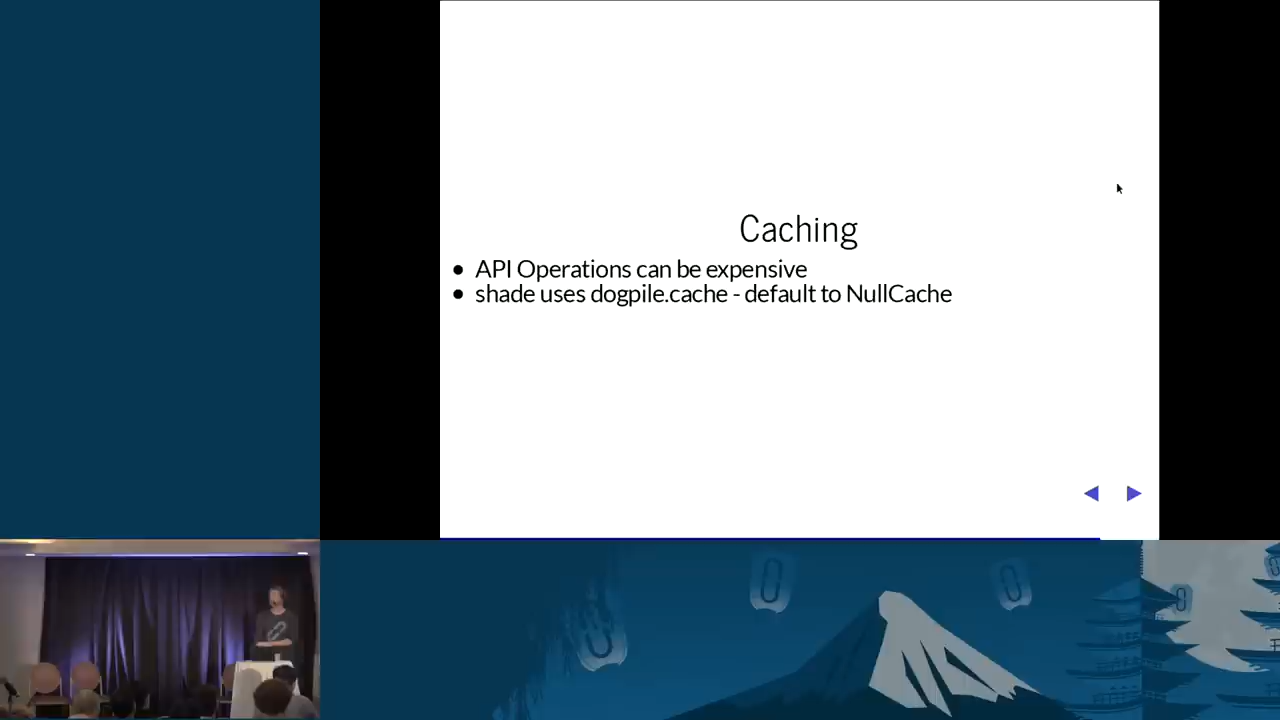 Caching
API Operations can be expensive
shade uses dogpile.cache - default to NullCache